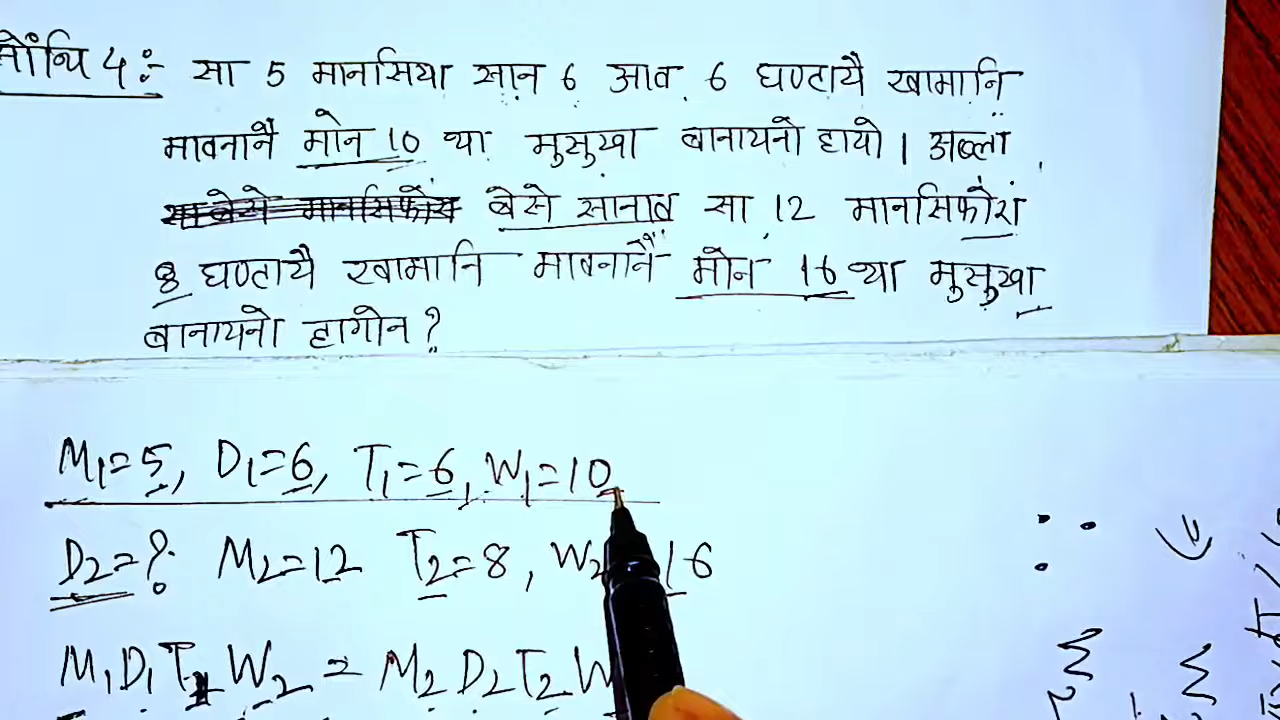 सोंथि 4:- सा 5 मानसिया सान 6 आव 6 घण्टायै खामानि
मावनानै मोन 10 था मुसुखा बानायनो हायो । अब्ला
बेसे सानाव सा 12 मानसिफोरा
8 घण्टायै खामानि मावनानै मोन 16 था मुसुखा
बानायनो हागोन ?
M1=5, D1=6, T1=6, W1=10
D2=? M2=12 T2=8, W2 16
M1D1T1W2 = M2D2T2W